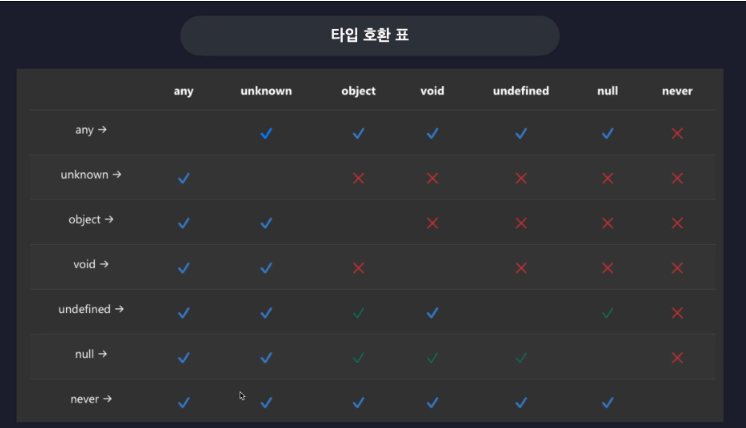 타입 호환 표
any unknown object void undefined null never
any → ✓ ✓ ✓ ✓ ✓ ✕
unknown → ✓ ✕ ✕ ✕ ✕ ✕
object → ✓ ✓ ✕ ✕ ✕ ✕
void → ✓ ✓ ✕ ✕ ✕ ✕
undefined → ✓ ✓ ✓ ✓ ✓ ✕
null → ✓ ✓ ✓ ✓ ✓ ✕
never → ✓ ✓ ✓ ✓ ✓ ✓